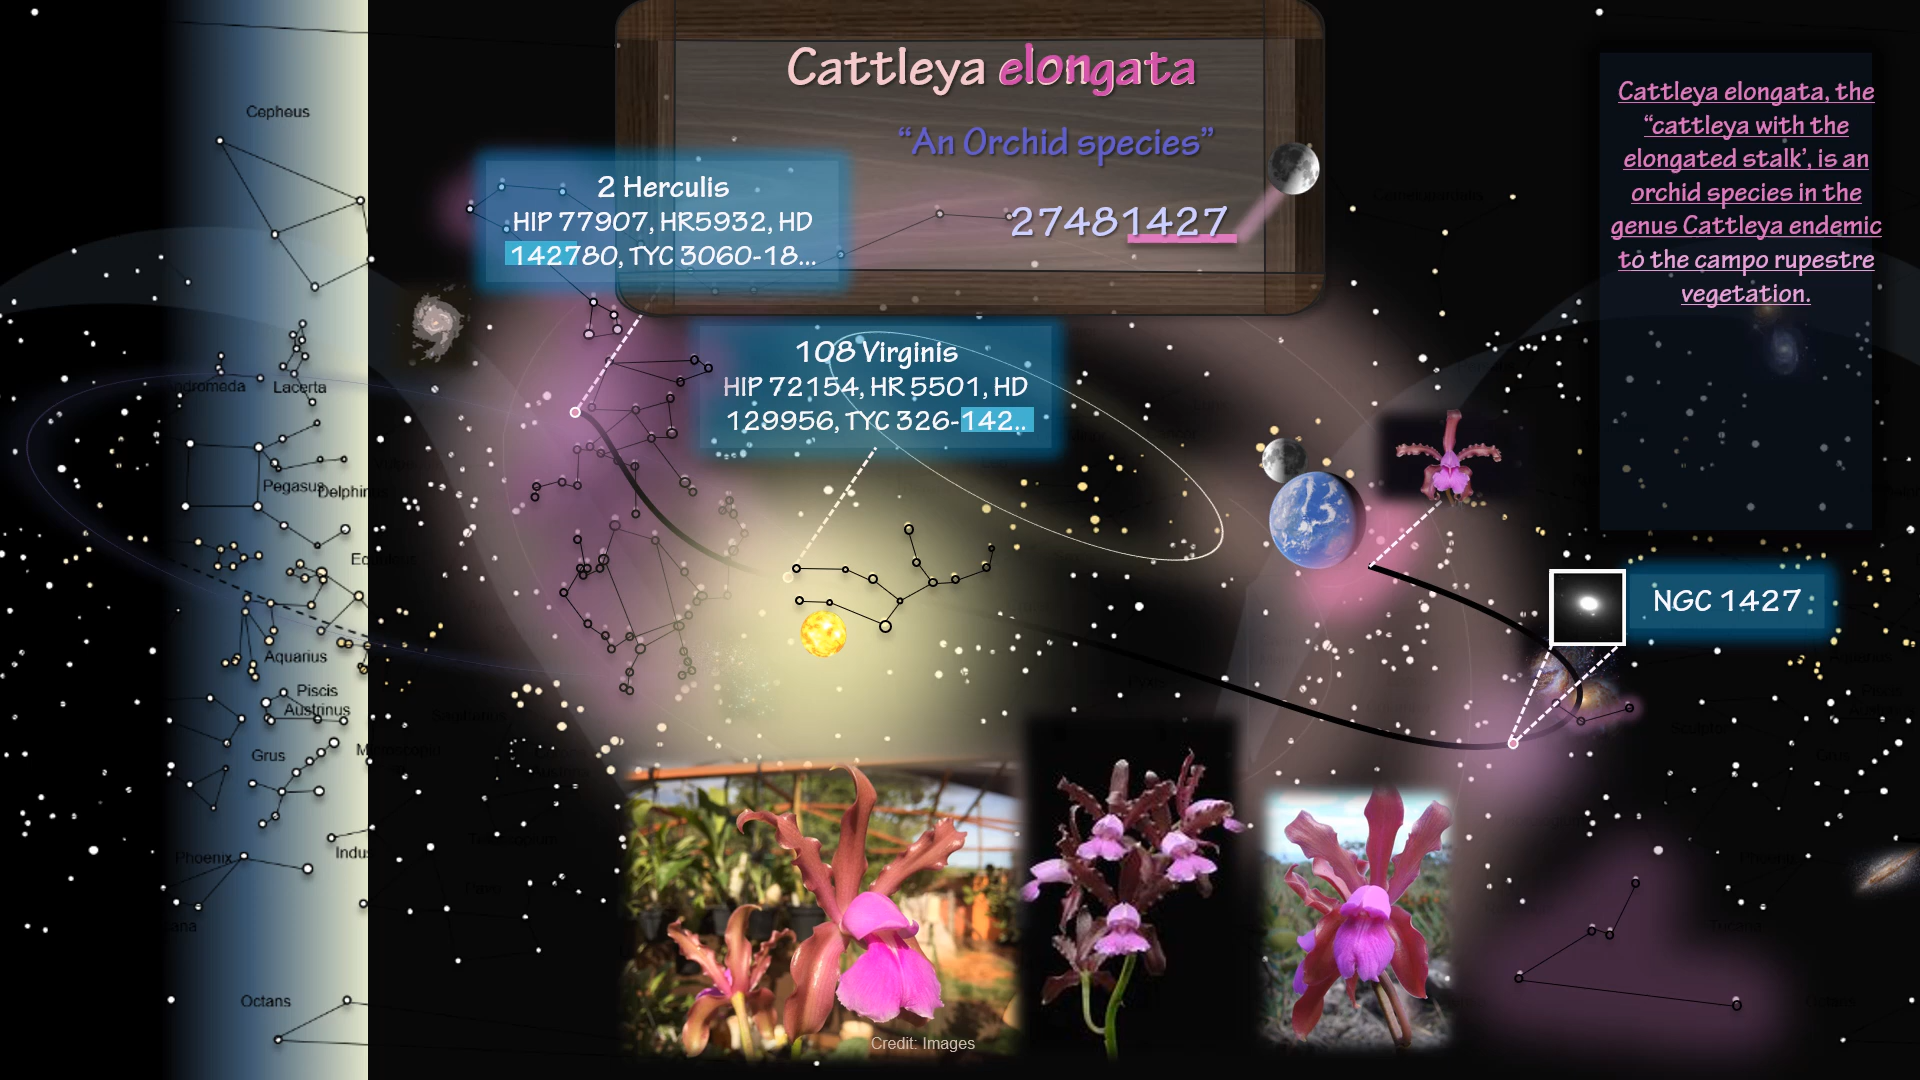 Cattleya elongata
“An Orchid species”
27481427
2 Herculis
HIP 77907, HR5932, HD
142780, TYC 3060-18...
108 Virginis
HIP 72154, HR 5501, HD
129956, TYC 326-142..
Cattleya elongata, the
“cattleya with the
elongated stalk’, is an
orchid species in the
genus Cattleya endemic
to the campo rupestre
vegetation.
NGC 1427
Cepheus
Lacerta
Pegasus
Aquarius
Piscis
Austrinus
Grus
Phoenix
Indus
Octans
Pyxis
Credit: Images